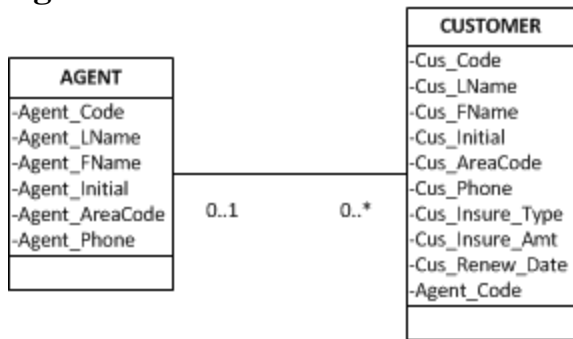 AGENT
-Agent_Code
-Agent_LName
-Agent_FName
-Agent_Initial
-Agent_AreaCode
-Agent_Phone
0..1
0..*
CUSTOMER
-Cus_Code
-Cus_LName
-Cus_FName
-Cus_Initial
-Cus_AreaCode
-Cus_Phone
-Cus_Insure_Type
-Cus_Insure_Amt
-Cus_Renew_Date
-Agent_Code